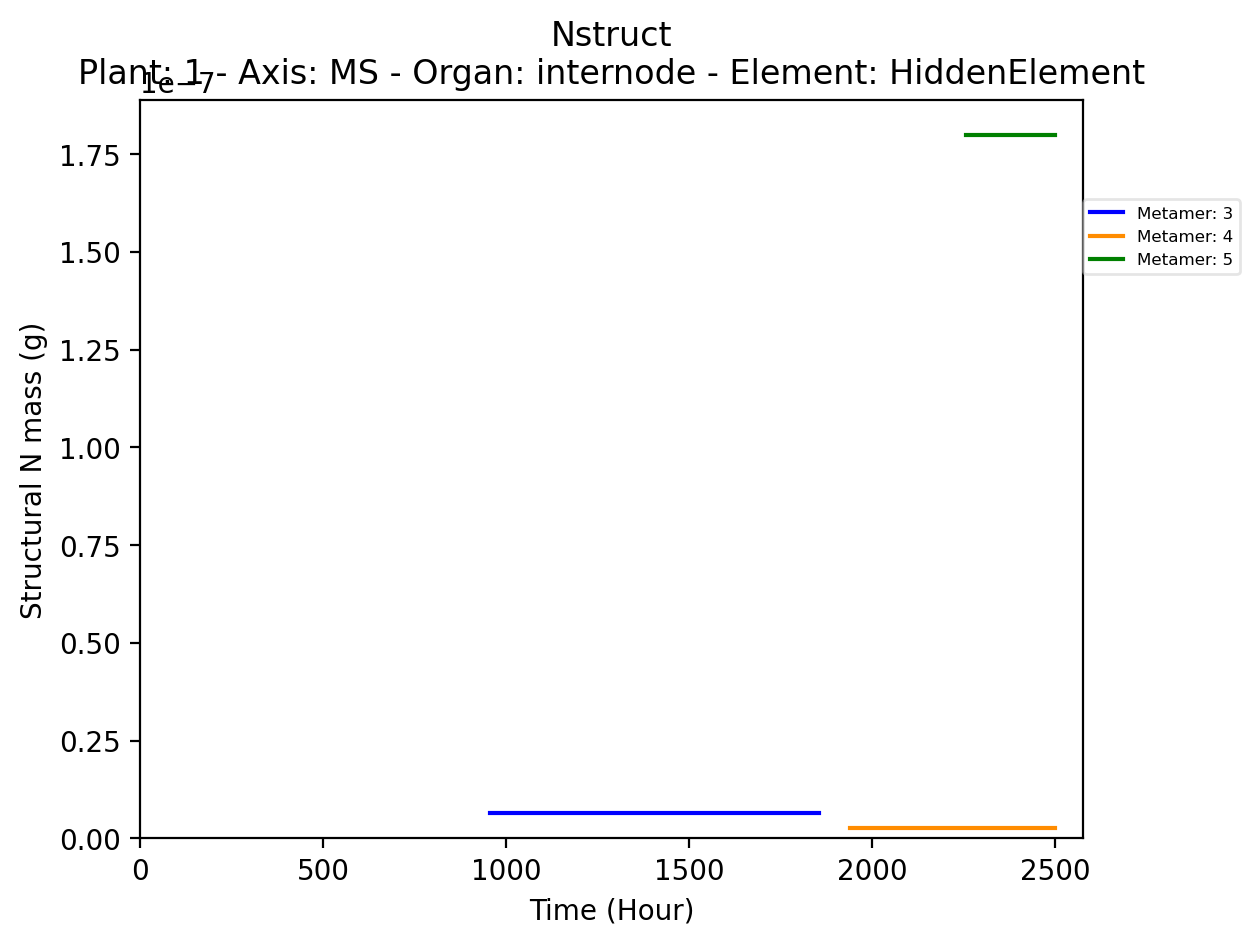 Nstruct
Plant: 1 - Axis: MS - Organ: internode - Element: HiddenElement
1e−7
1.75
1.50
1.25
1.00
0.75
0.50
0.25
0.00
Structural N mass (g)
Metamer: 3
Metamer: 4
Metamer: 5
0 500 1000 1500 2000 2500
Time (Hour)